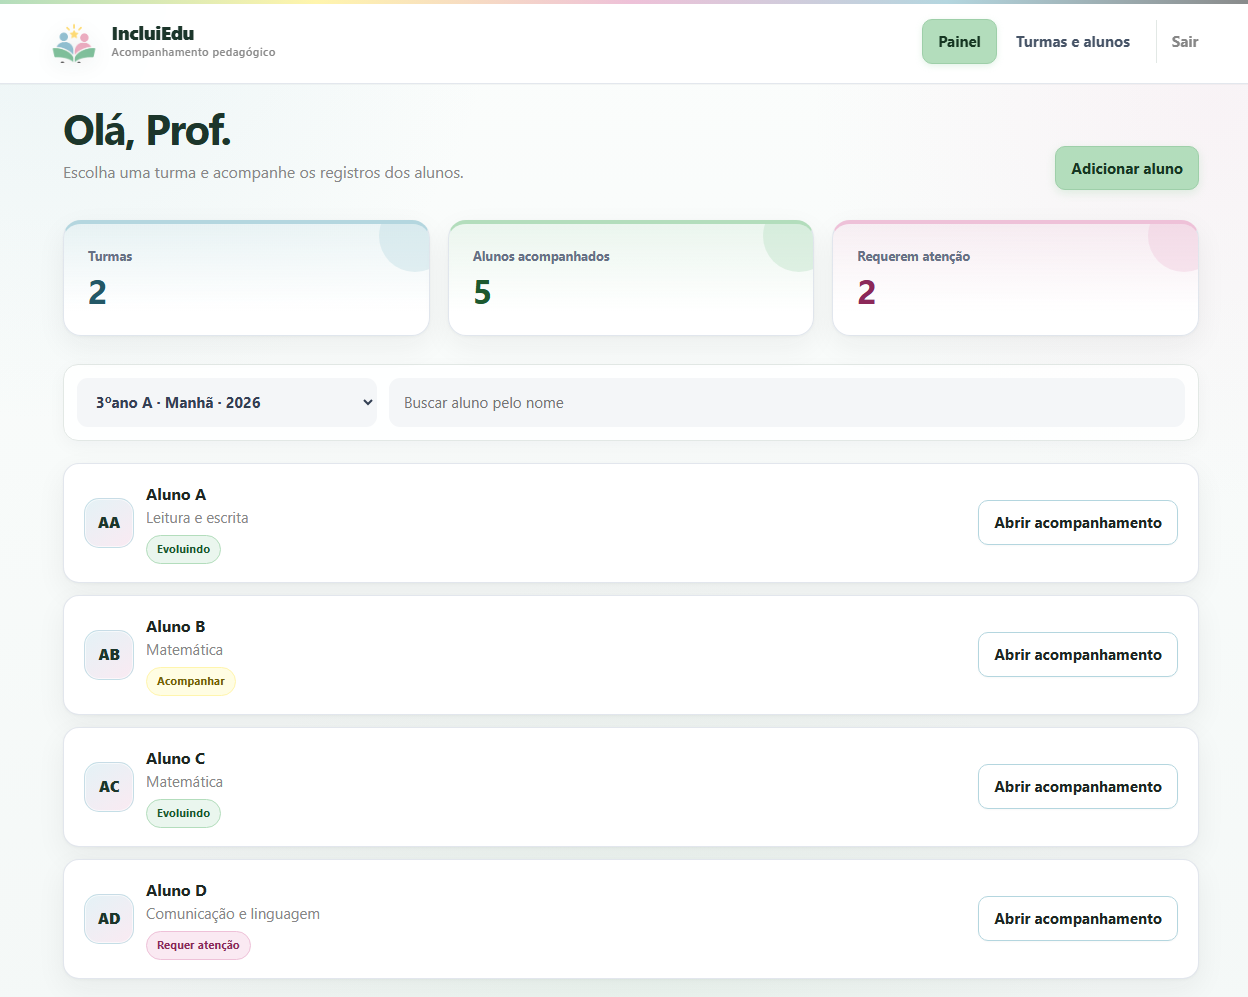 IncluiEdu
Acompanhamento pedagógico
Painel
Turmas e alunos
Sair
Olá, Prof.
Escolha uma turma e acompanhe os registros dos alunos.
Adicionar aluno
Turmas
2
Alunos acompanhados
5
Requerem atenção
2
3ºano A · Manhã · 2026
Buscar aluno pelo nome
AA
Aluno A
Leitura e escrita
Evoluindo
Abrir acompanhamento
AB
Aluno B
Matemática
Acompanhar
Abrir acompanhamento
AC
Aluno C
Matemática
Evoluindo
Abrir acompanhamento
AD
Aluno D
Comunicação e linguagem
Requer atenção
Abrir acompanhamento